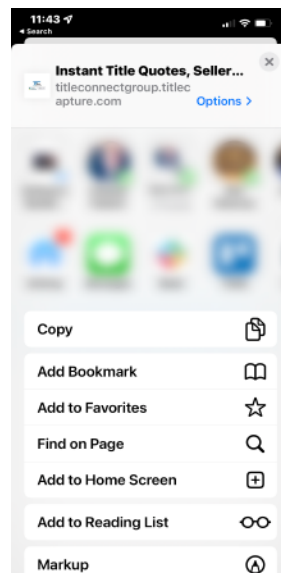 11:43
Search
Instant Title Quotes, Seller...
titleconnectgroup.titlec
apture.com
Options >
Copy
Add Bookmark
Add to Favorites
Find on Page
Add to Home Screen
Add to Reading List
Markup